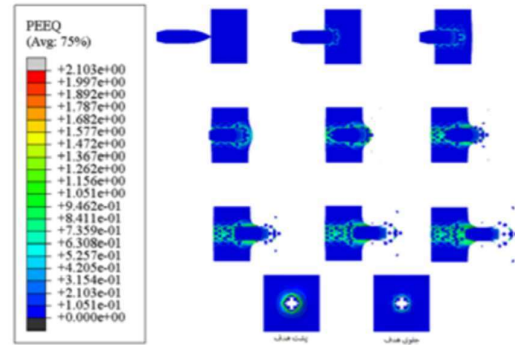 PEEQ
(Avg: 75%)
+2.103e+00
+1.997e+00
+1.892e+00
+1.787e+00
+1.682e+00
+1.577e+00
+1.472e+00
+1.367e+00
+1.262e+00
+1.156e+00
+1.051e+00
+9.462e-01
+8.411e-01
+7.359e-01
+6.308e-01
+5.257e-01
+4.205e-01
+3.154e-01
+2.103e-01
+1.051e-01
+0.000e+00
پشت هدف
جلوی هدف